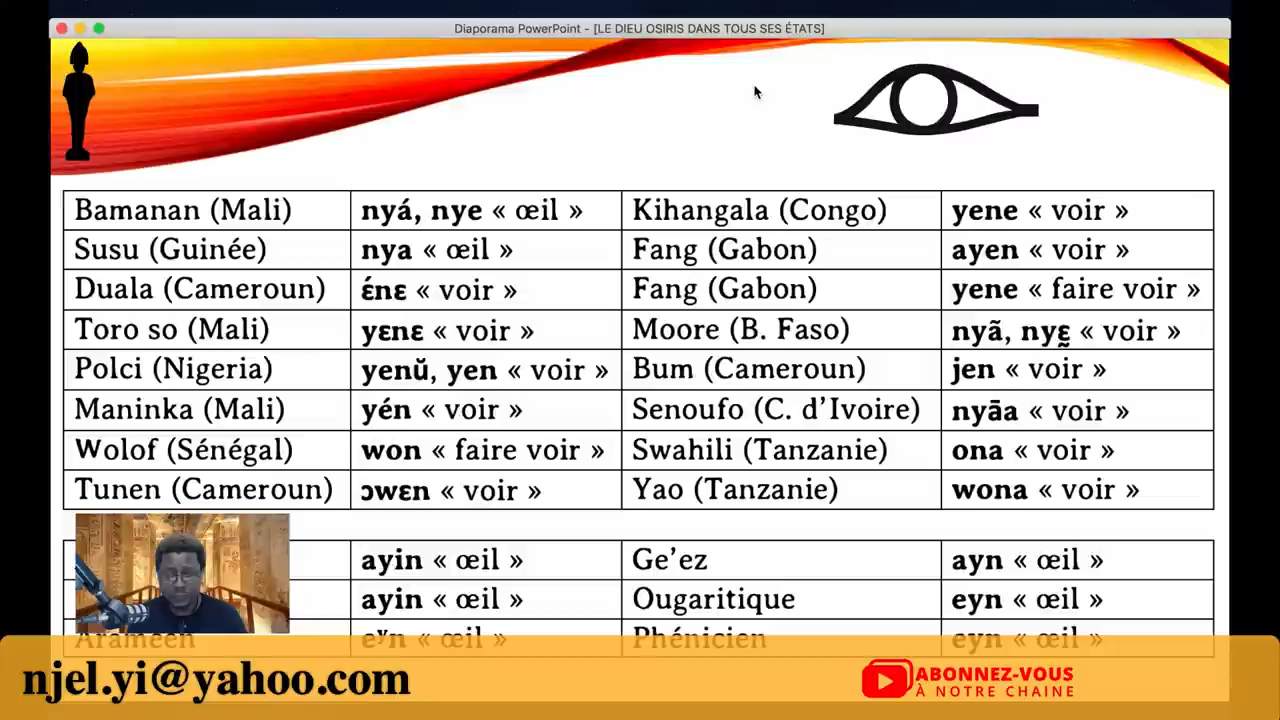 Diaporama PowerPoint - [LE DIEU OSIRIS DANS TOUS SES ÉTATS]
Bamanan (Mali) nyá, nye « œil » Kihangala (Congo) yene « voir »
Susu (Guinée) nya « œil » Fang (Gabon) ayen « voir »
Duala (Cameroun) ɛ́nɛ « voir » Fang (Gabon) yene « faire voir »
Toro so (Mali) yɛnɛ « voir » Moore (B. Faso) nyã, nyɛ̰ « voir »
Polci (Nigeria) yenŭ, yen « voir » Bum (Cameroun) jen « voir »
Maninka (Mali) yén « voir » Senoufo (C. d’Ivoire) nyāa « voir »
Wolof (Sénégal) won « faire voir » Swahili (Tanzanie) ona « voir »
Tunen (Cameroun) ɔwɛn « voir » Yao (Tanzanie) wona « voir »
ayin « œil » Ge’ez ayn « œil »
ayin « œil » Ougaritique eyn « œil »
Araméen eʸn « œil » Phénicien eyn « œil »
njel.yi@yahoo.com
ABONNEZ-VOUS
À NOTRE CHAINE